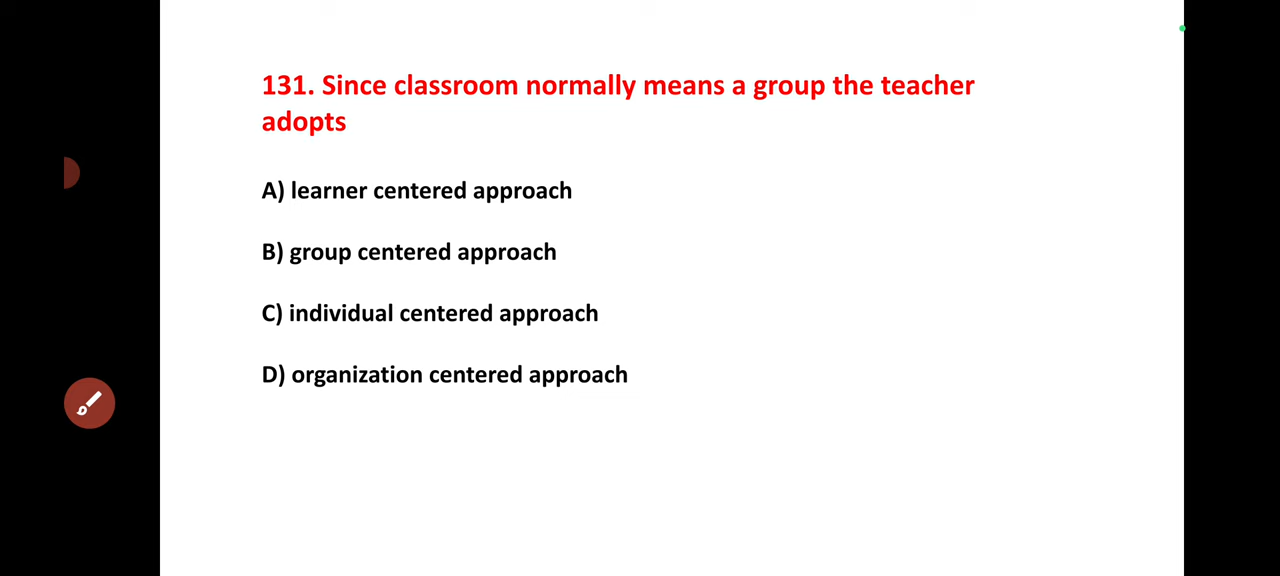 131. Since classroom normally means a group the teacher
adopts
A) learner centered approach
B) group centered approach
C) individual centered approach
D) organization centered approach